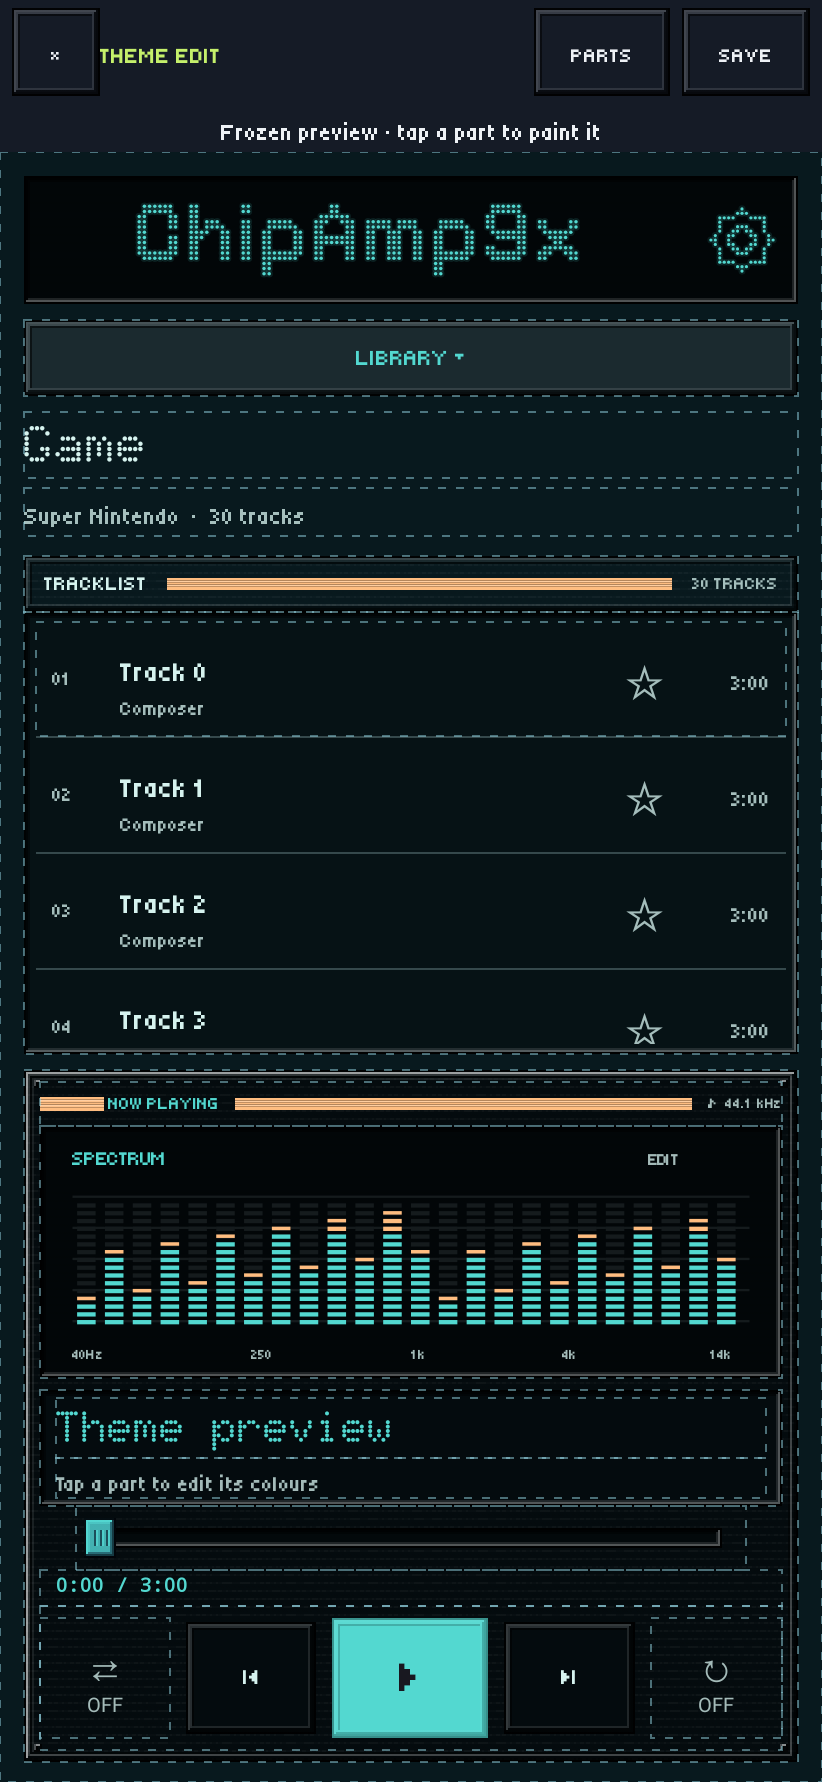 × THEME EDIT PARTS SAVE
Frozen preview · tap a part to paint it
ChipAmp9x
LIBRARY ▾
Game
Super Nintendo · 30 tracks
TRACKLIST 30 TRACKS
01 Track 0 ☆ 3:00
Composer
02 Track 1 ☆ 3:00
Composer
03 Track 2 ☆ 3:00
Composer
04 Track 3 ☆ 3:00
NOW PLAYING ♪ 44.1 kHz
SPECTRUM EDIT
40Hz 250 1k 4k 14k
Theme preview
Tap a part to edit its colours
0:00 / 3:00
OFF OFF